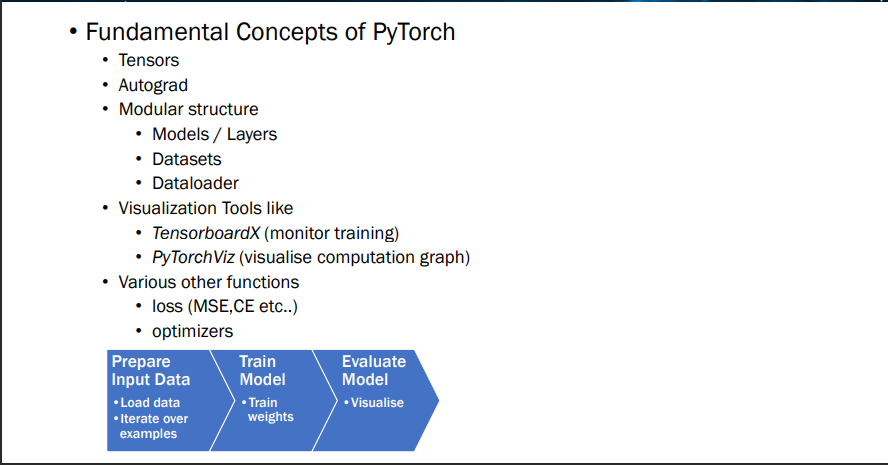 • Fundamental Concepts of PyTorch
• Tensors
• Autograd
• Modular structure
• Models / Layers
• Datasets
• Dataloader
• Visualization Tools like
• TensorboardX (monitor training)
• PyTorchViz (visualise computation graph)
• Various other functions
• loss (MSE,CE etc..)
• optimizers
Prepare
Input Data
• Load data
• Iterate over
examples
Train
Model
• Train
weights
Evaluate
Model
• Visualise